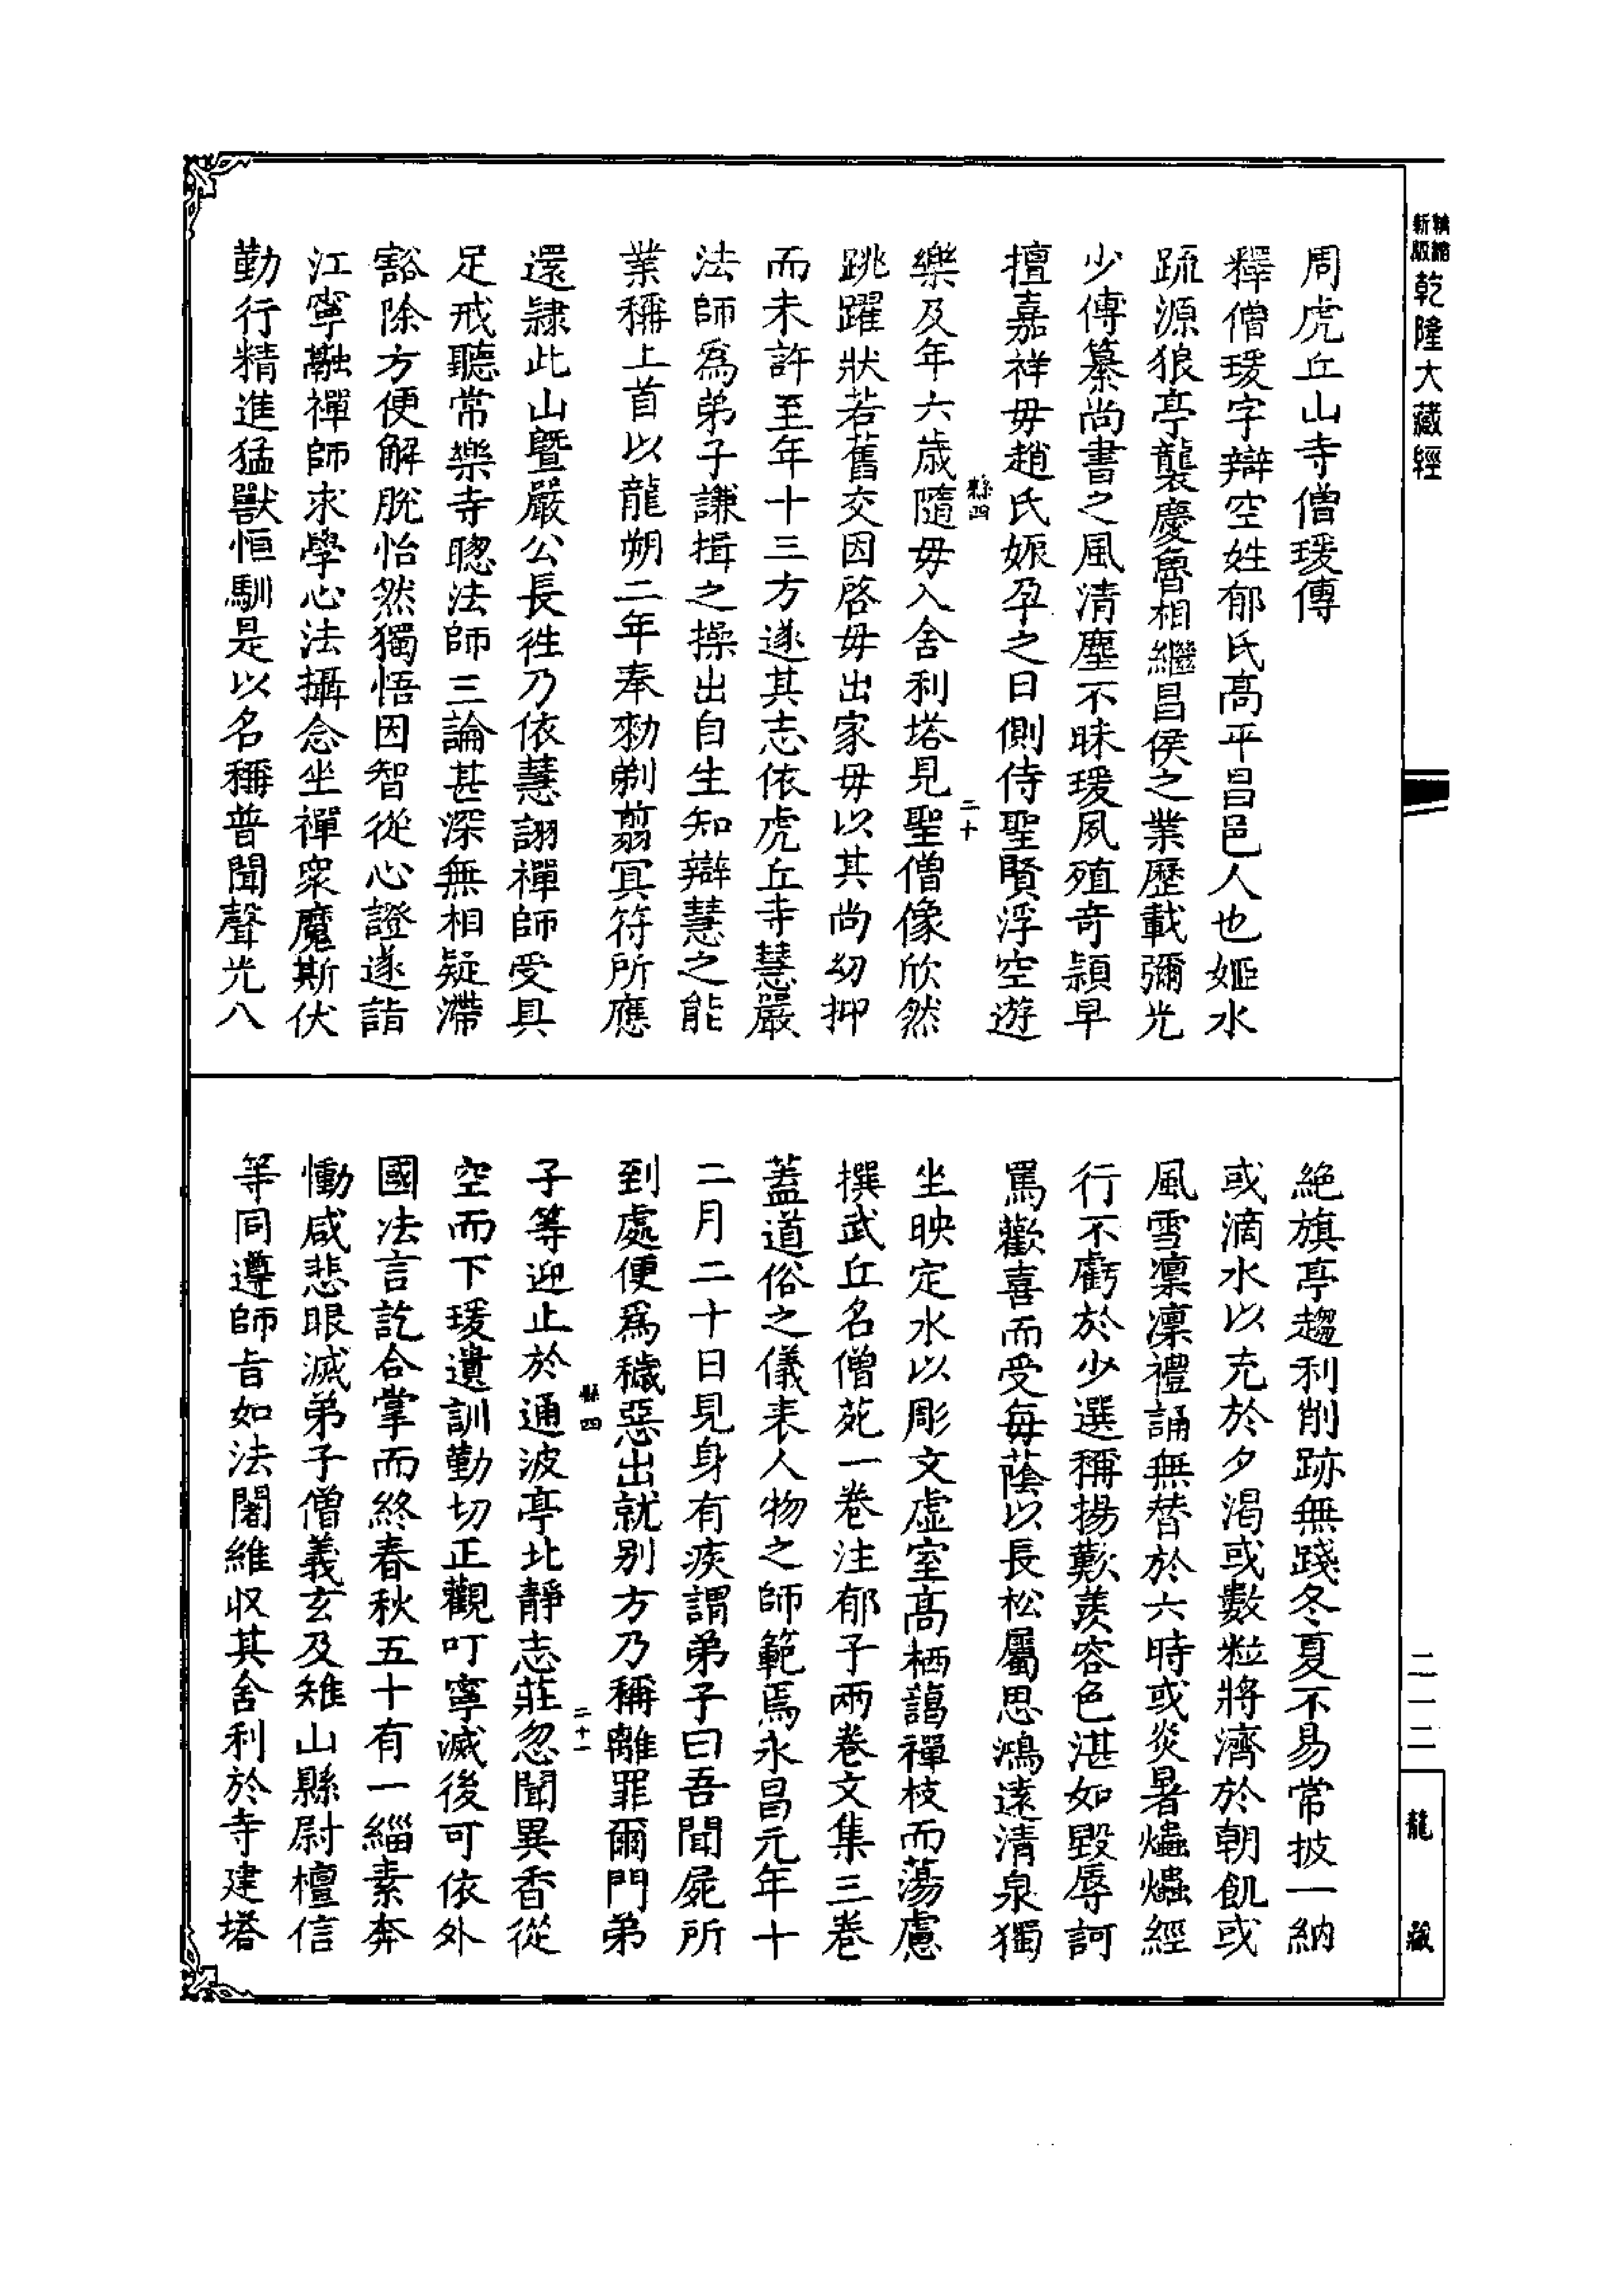 精縮
新版
乾隆大藏經
周虎丘山寺僧瑗傳
釋僧瑗字辯空姓郁氏高平昌邑人也姬水
疏源狼亭襲慶魯相繼昌侯之業歷載彌光
少傅纂尚書之風清塵不昧瑗夙殖奇穎早
擅嘉祥毋趙氏娠孕之日側侍聖賢浮空遊
縣四
二十
樂及年六歲隨毋入舍利塔見聖僧像欣然
跳躍狀若舊交因啓毋出家毋以其尚幼抑
而未許至年十三方遂其志依虎丘寺慧嚴
法師爲弟子謙揖之操出自生知辯慧之能
業稱上首以龍朔二年奉勑剃翦冥符所應
還隷此山暨嚴公長徃乃依慧詡禪師受具
足戒聽常樂寺聰法師三論甚深無相疑滯
豁除方便解脫怡然獨悟因智從心證遂詣
江寧融禪師求學心法攝念坐禪衆魔斯伏
勤行精進猛獸恒馴是以名稱普聞聲光八
絶旗亭趨利削跡無踐冬夏不易常披一納
或滴水以充於夕渴或數粒將濟於朝飢或
風雪凜凜禮誦無替於六時或炎暑爞爞經
行不虧於少選稱揚歎羨容色湛如毀辱訶
罵歡喜而受每蔭以長松屬思鴻遠清泉獨
坐映定水以彫文虛室高栖藹禪枝而蕩慮
撰武丘名僧苑一卷注郁子兩卷文集三卷
蓋道俗之儀表人物之師範焉永昌元年十
二月二十日見身有疾謂弟子曰吾聞屍所
到處便爲穢惡出就别方乃稱離罪爾門弟
縣四
二十一
子等迎止於通波亭北靜志莊忽聞異香從
空而下瑗遺訓勤切正觀叮寧滅後可依外
國法言訖合掌而終春秋五十有一緇素奔
慟咸悲眼滅弟子僧義玄及雉山縣尉檀信
等同遵師旨如法闍維収其舍利於寺建塔
二一二
龍藏